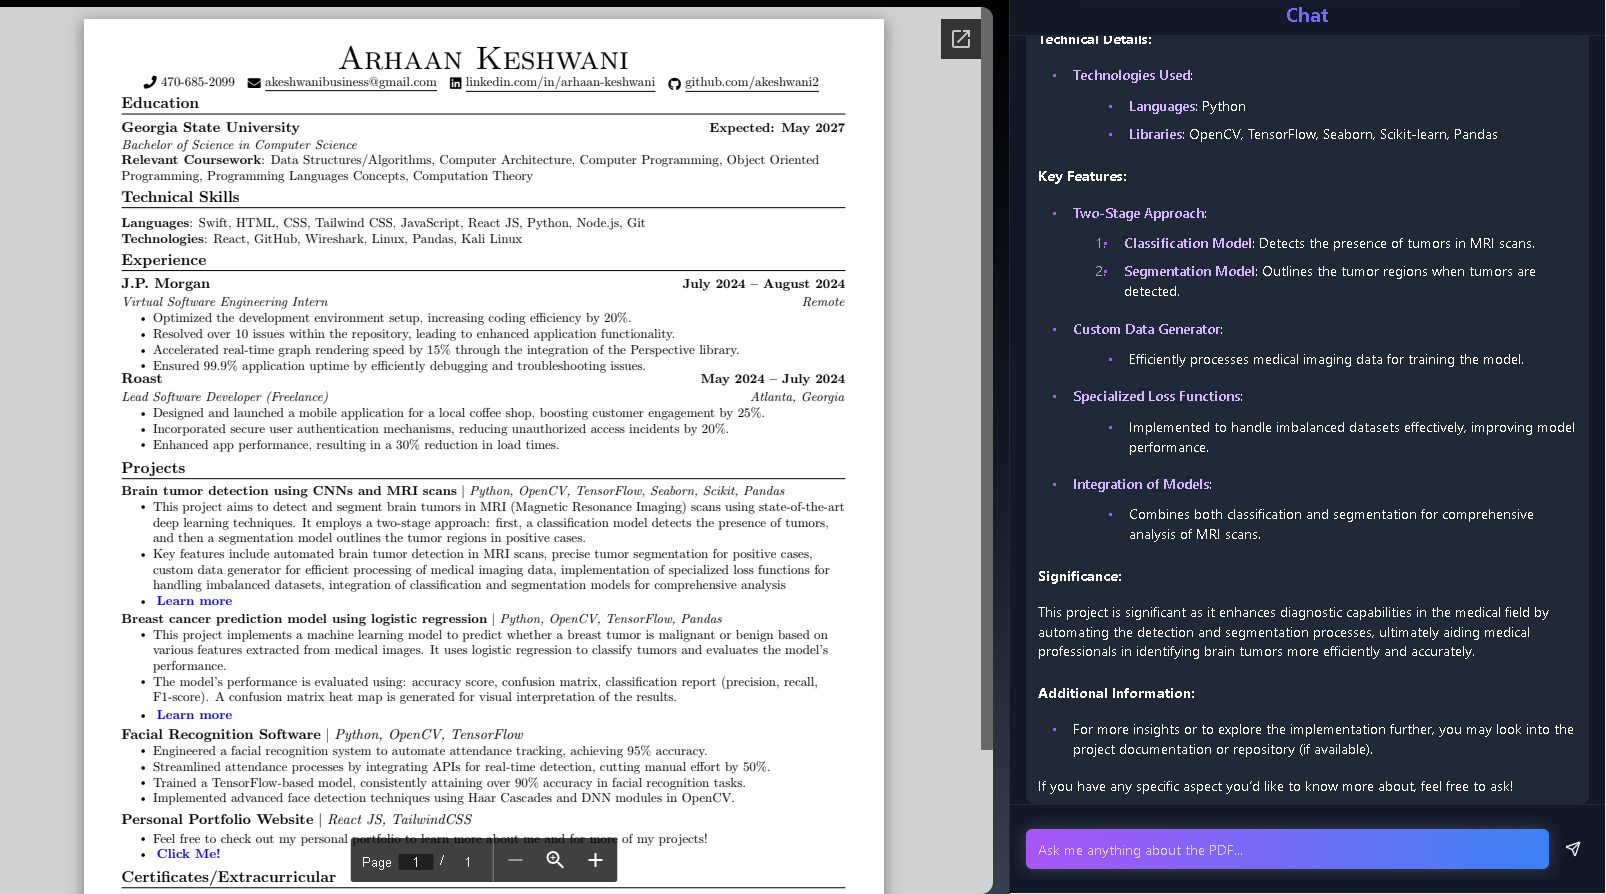 Arhaan Keshwani
470-685-2099 akeshwanibusiness@gmail.com linkedin.com/in/arhaan-keshwani github.com/akeshwani2
Education
Georgia State University Expected: May 2027
Bachelor of Science in Computer Science
Relevant Coursework: Data Structures/Algorithms, Computer Architecture, Computer Programming, Object Oriented
Programming, Programming Languages Concepts, Computation Theory
Technical Skills
Languages: Swift, HTML, CSS, Tailwind CSS, JavaScript, React JS, Python, Node.js, Git
Technologies: React, GitHub, Wireshark, Linux, Pandas, Kali Linux
Experience
J.P. Morgan July 2024 – August 2024
Virtual Software Engineering Intern Remote
• Optimized the development environment setup, increasing coding efficiency by 20%.
• Resolved over 10 issues within the repository, leading to enhanced application functionality.
• Accelerated real-time graph rendering speed by 15% through the integration of the Perspective library.
• Ensured 99.9% application uptime by efficiently debugging and troubleshooting issues.
Roast May 2024 – July 2024
Lead Software Developer (Freelance) Atlanta, Georgia
• Designed and launched a mobile application for a local coffee shop, boosting customer engagement by 25%.
• Incorporated secure user authentication mechanisms, reducing unauthorized access incidents by 20%.
• Enhanced app performance, resulting in a 30% reduction in load times.
Projects
Brain tumor detection using CNNs and MRI scans | Python, OpenCV, TensorFlow, Seaborn, Scikit, Pandas
• This project aims to detect and segment brain tumors in MRI (Magnetic Resonance Imaging) scans using state-of-the-art
deep learning techniques. It employs a two-stage approach: first, a classification model detects the presence of tumors,
and then a segmentation model outlines the tumor regions in positive cases.
• Key features include automated brain tumor detection in MRI scans, precise tumor segmentation for positive cases,
custom data generator for efficient processing of medical imaging data, implementation of specialized loss functions for
handling imbalanced datasets, integration of classification and segmentation models for comprehensive analysis
• Learn more
Breast cancer prediction model using logistic regression | Python, OpenCV, TensorFlow, Pandas
• This project implements a machine learning model to predict whether a breast tumor is malignant or benign based on
various features extracted from medical images. It uses logistic regression to classify tumors and evaluates the model's
performance.
• The model's performance is evaluated using: accuracy score, confusion matrix, classification report (precision, recall,
F1-score). A confusion matrix heat map is generated for visual interpretation of the results.
• Learn more
Facial Recognition Software | Python, OpenCV, TensorFlow
• Engineered a facial recognition system to automate attendance tracking, achieving 95% accuracy.
• Streamlined attendance processes by integrating APIs for real-time detection, cutting manual effort by 50%.
• Trained a TensorFlow-based model, consistently attaining over 90% accuracy in facial recognition tasks.
• Implemented advanced face detection techniques using Haar Cascades and DNN modules in OpenCV.
Personal Portfolio Website | React JS, TailwindCSS
• Feel free to check out my personal portfolio to learn more about me and for more of my projects!
• Click Me!
Certificates/Extracurricular
Page 1 / 1
Chat
Technical Details:
• Technologies Used:
• Languages: Python
• Libraries: OpenCV, TensorFlow, Seaborn, Scikit-learn, Pandas
Key Features:
• Two-Stage Approach:
1. Classification Model: Detects the presence of tumors in MRI scans.
2. Segmentation Model: Outlines the tumor regions when tumors are
detected.
• Custom Data Generator:
• Efficiently processes medical imaging data for training the model.
• Specialized Loss Functions:
• Implemented to handle imbalanced datasets effectively, improving model
performance.
• Integration of Models:
• Combines both classification and segmentation for comprehensive
analysis of MRI scans.
Significance:
This project is significant as it enhances diagnostic capabilities in the medical field by
automating the detection and segmentation processes, ultimately aiding medical
professionals in identifying brain tumors more efficiently and accurately.
Additional Information:
• For more insights or to explore the implementation further, you may look into the
project documentation or repository (if available).
If you have any specific aspect you'd like to know more about, feel free to ask!
Ask me anything about the PDF...